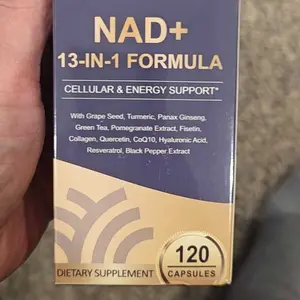 NAD+
13-IN-1 FORMULA
CELLULAR & ENERGY SUPPORT*
With Grape Seed, Turmeric, Panax Ginseng,
Green Tea, Pomegranate Extract, Fisetin,
Collagen, Quercetin, CoQ10, Hyaluronic Acid,
Resveratrol, Black Pepper Extract
DIETARY SUPPLEMENT
120
CAPSULES